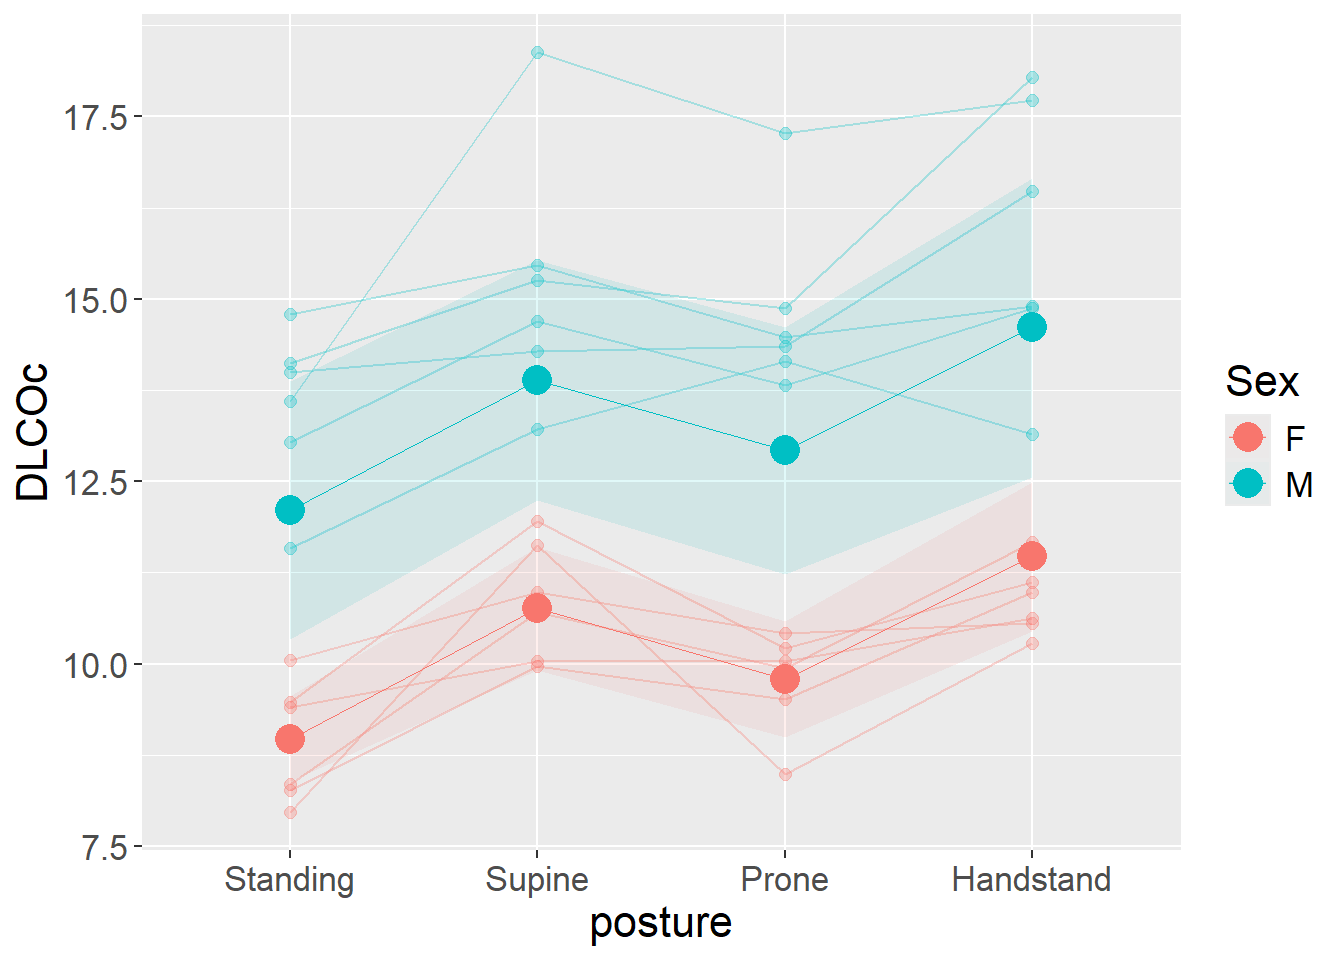 17.5
15.0
12.5
10.0
7.5
DLCOc
Standing Supine Prone Handstand
posture
Sex
F
M